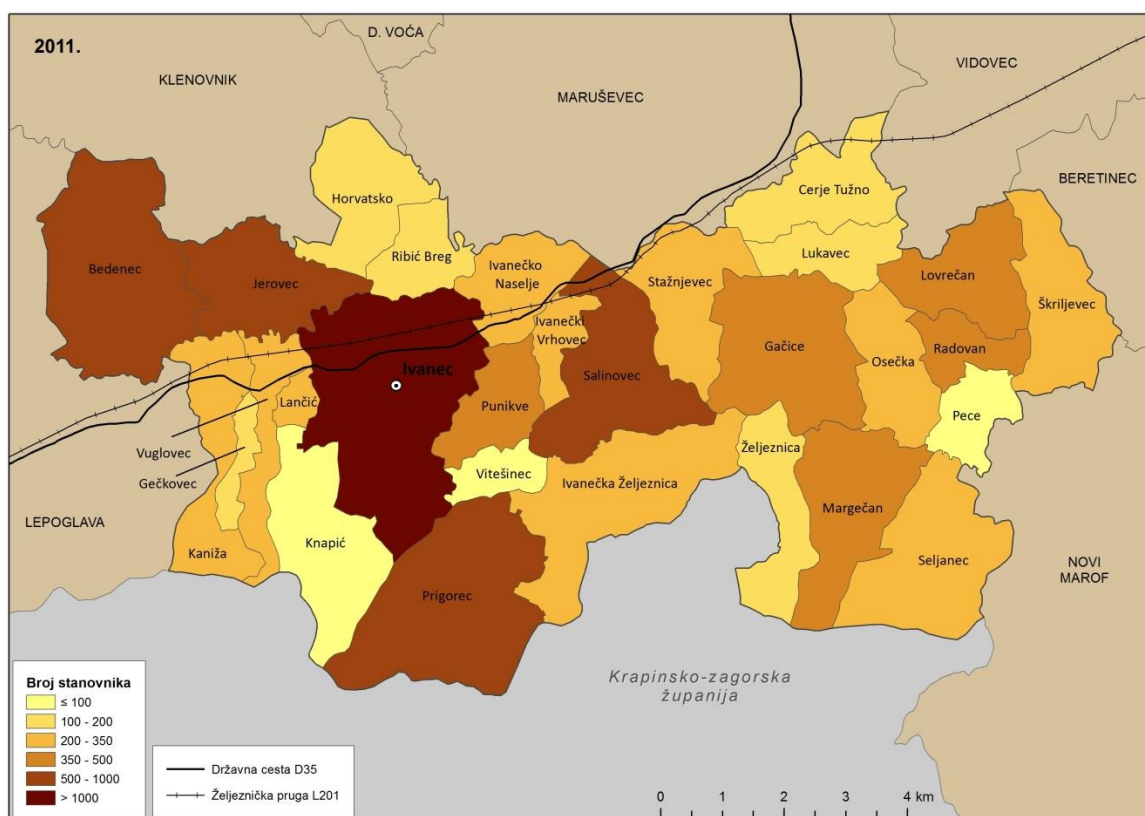 2011.
D. VOĆA
KLENOVNIK
MARUŠEVEC
VIDOVEC
BERETINEC
Horvatsko
Cerje Tužno
Ribić Breg
Lukavec
Bedenec
Jerovec
Ivanečko
Naselje
Stažnjevec
Lovrečan
Škriljevec
Ivanečki
Vrhovec
Gačice
Radovan
Osečka
Ivanec
Salinovec
Lančić
Punikve
Pece
Vuglovec
Željeznica
Gečkovec
Vitešinec
Ivanečka Željeznica
LEPOGLAVA
Margečan
Knapić
Kaniža
Seljanec
NOVI
MAROF
Prigorec
Krapinsko-zagorska
županija
Broj stanovnika
≤ 100
100 - 200
200 - 350
350 - 500
500 - 1000
> 1000
Državna cesta D35
Željeznička pruga L201
0 1 2 3 4 km